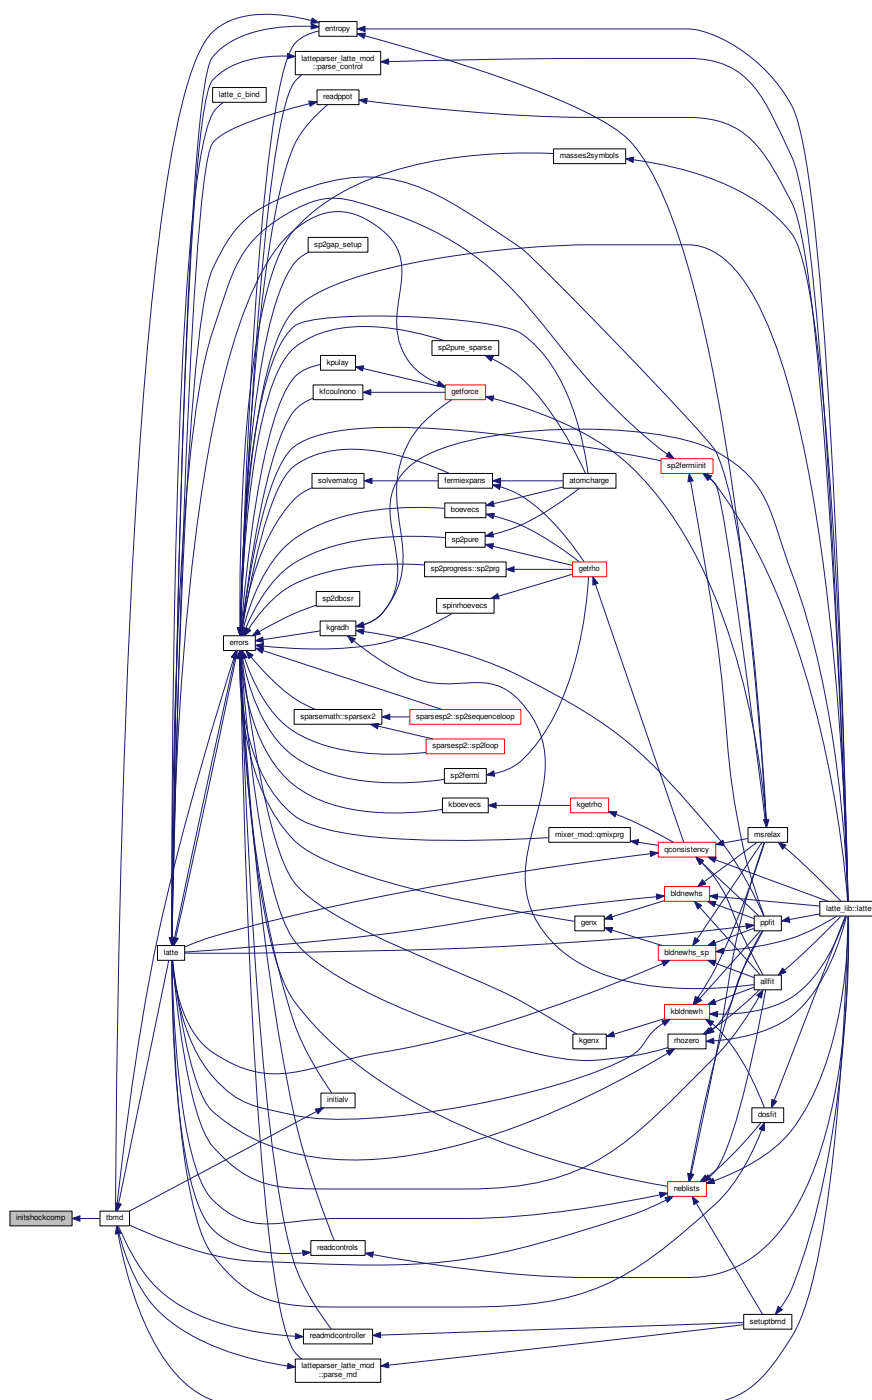 entropy
latteparser_latte_mod
::parse_control
latte_c_bind
readppot
masses2symbols
sp2gap_setup
sp2pure_sparse
kpulay
kfcoulnono
getforce
sp2fermiinit
solvematcg
fermiexpans
atomcharge
boevecs
sp2pure
sp2progress::sp2prg
getrho
sp2dbcsr
spinrhoevecs
kgradh
errors
sparsemath::sparsex2
sparsesp2::sp2sequenceloop
sparsesp2::sp2loop
sp2fermi
kboevecs
kgetrho
mixer_mod::qmixprg
msrelax
qconsistency
bldnewhs
latte_lib::latte
genx
ppfit
latte
bldnewhs_sp
allfit
kbldnewh
kgenx
rhozero
initialv
dosfit
neblists
initshockcomp
tbmd
readcontrols
setuptbmd
readmdcontroller
latteparser_latte_mod
::parse_md